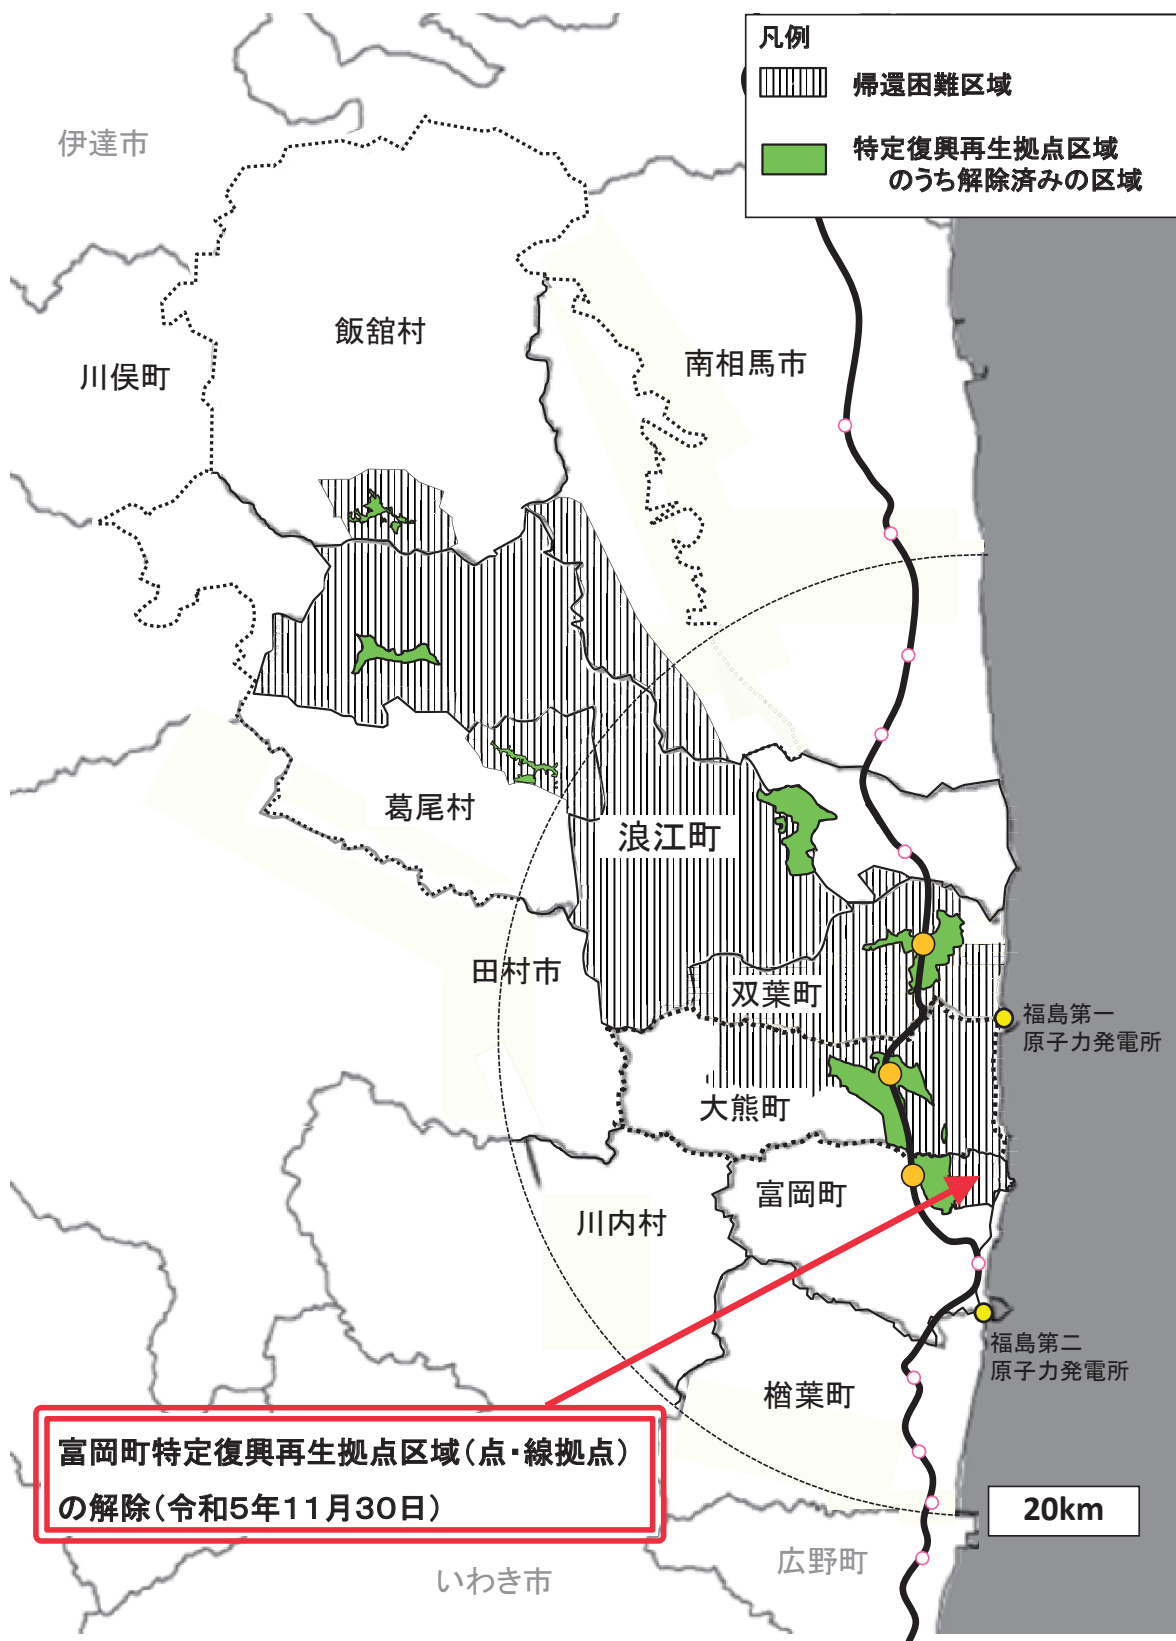 凡例
帰還困難区域
特定復興再生拠点区域
のうち解除済みの区域
伊達市
飯舘村
川俣町
南相馬市
葛尾村
浪江町
田村市
双葉町
福島第一
原子力発電所
大熊町
富岡町
川内村
福島第二
原子力発電所
楢葉町
富岡町特定復興再生拠点区域(点・線拠点)
の解除(令和5年11月30日)
20km
広野町
いわき市